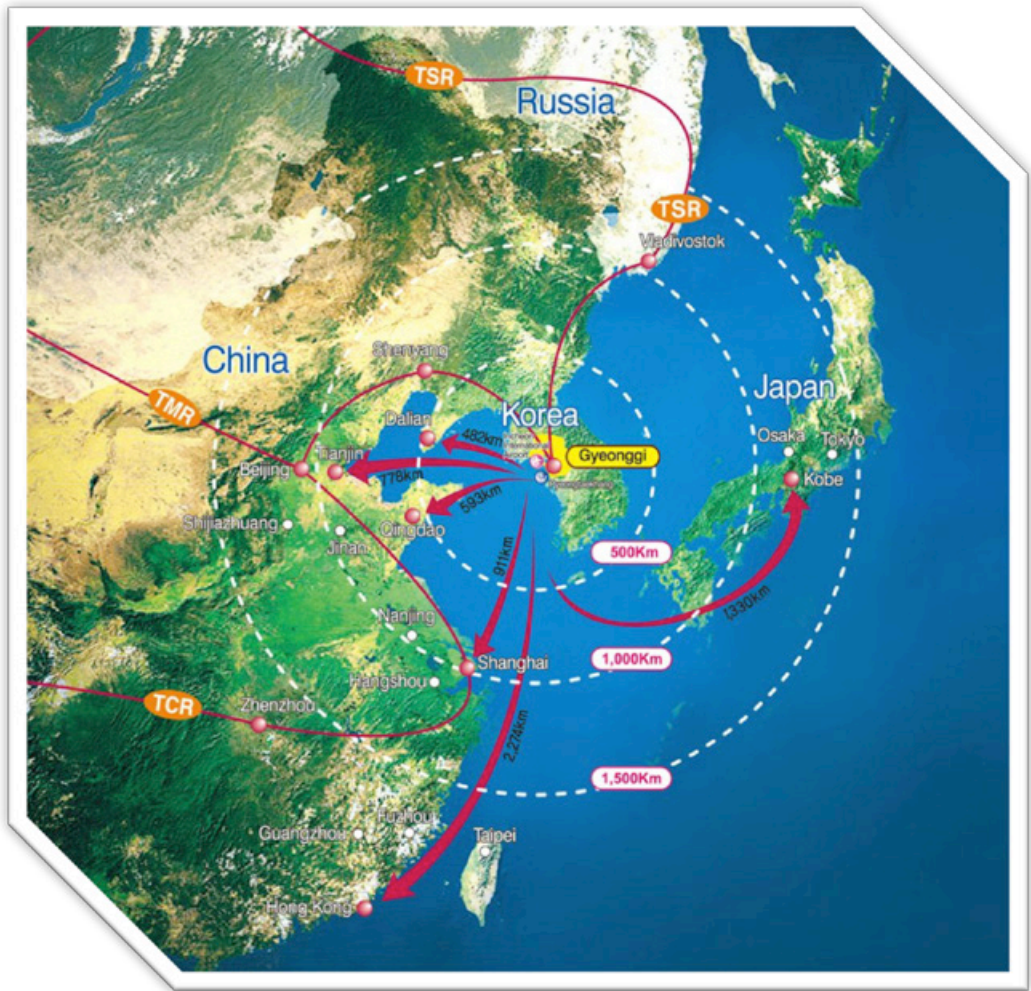 TSR
Russia
TSR
Vladivostok
China
Shenyang
Japan
TMR
Dalian
Korea
482km
Osaka
Tokyo
Tianjin
Gyeonggi
Beijing
778km
Kobe
593km
Shijiazhuang
Qingdao
Jinan
911km
500Km
1,330km
Nanjing
Shanghai
1,000Km
Hangshou
TCR
Zhenzhou
2,274km
1,500Km
Fuzhou
Guangzhou
Taipei
Hong Kong